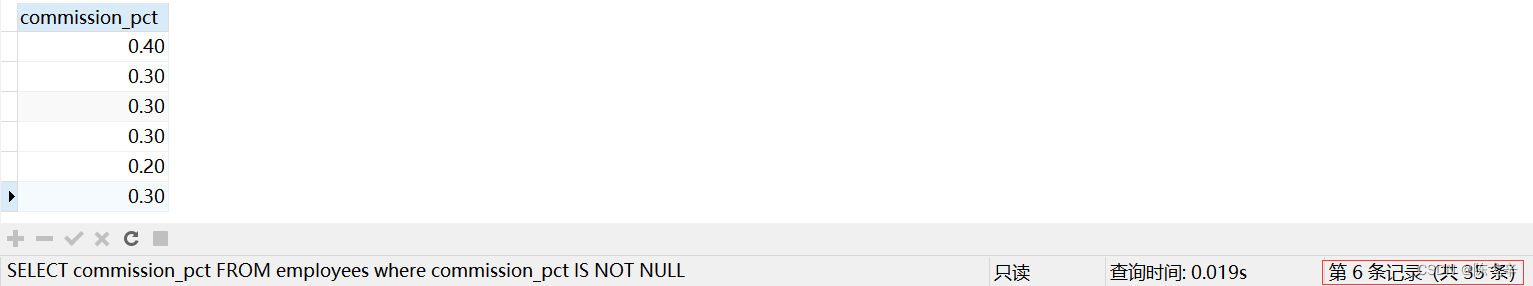 commission_pct
0.40
0.30
0.30
0.30
0.20
0.30
SELECT commission_pct FROM employees where commission_pct IS NOT NULL
只读
查询时间: 0.019s
第 6 条记录 (共 35 条)